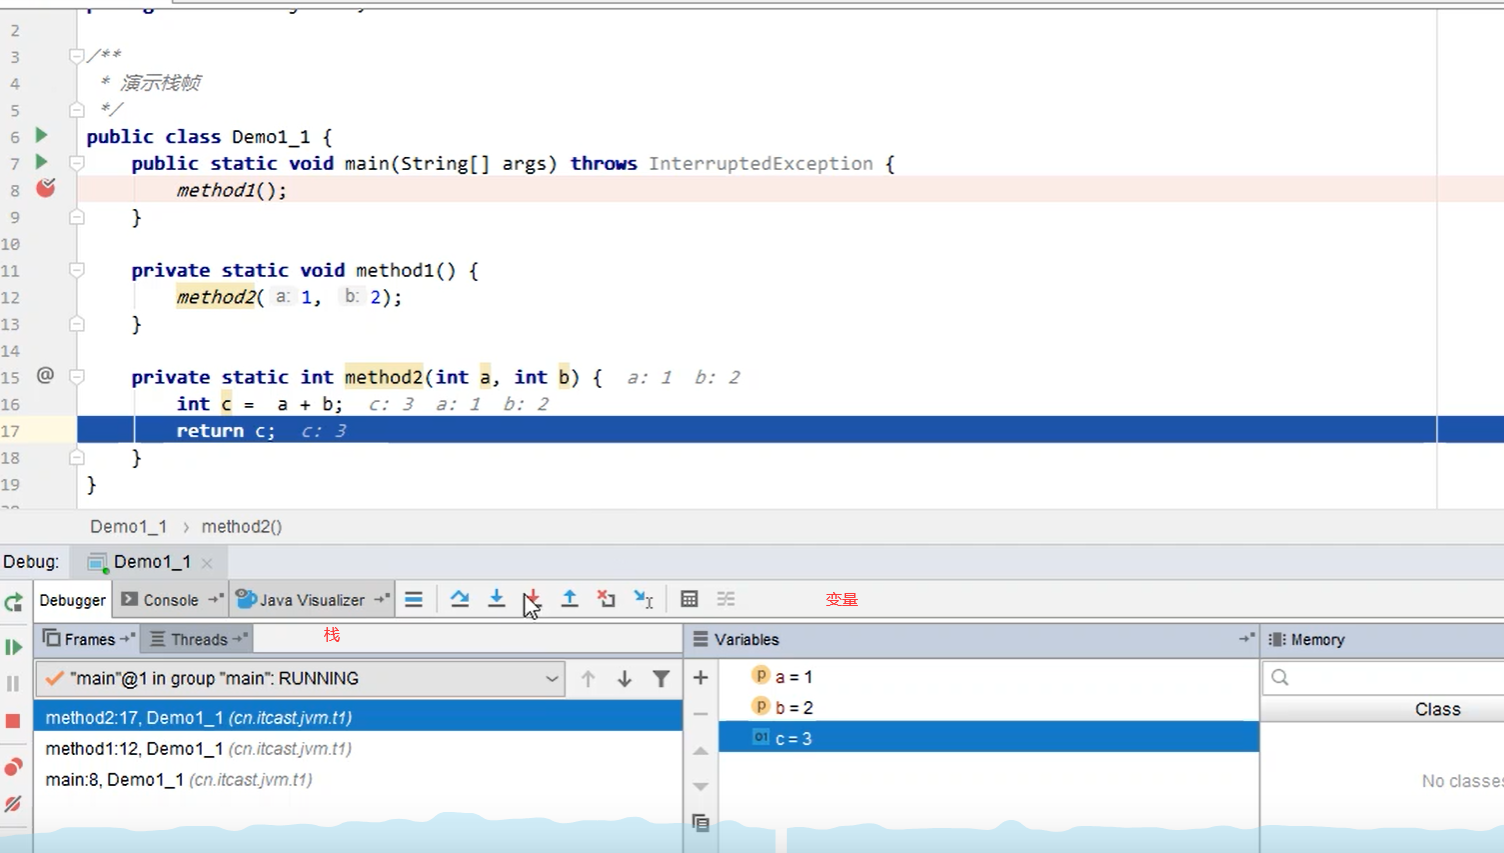 2
3 /**
4 * 演示栈帧
5 */
6 public class Demo1_1 {
7 public static void main(String[] args) throws InterruptedException {
8 method1();
9 }
10
11 private static void method1() {
12 method2( a: 1, b: 2);
13 }
14
15 @ private static int method2(int a, int b) { a: 1 b: 2
16 int c = a + b; c: 3 a: 1 b: 2
17 return c; c: 3
18 }
19 }
Demo1_1 › method2()
Debug: Demo1_1
Debugger Console Java Visualizer 变量
Frames Threads 栈 Variables Memory
"main"@1 in group "main": RUNNING
method2:17, Demo1_1 (cn.itcast.jvm.t1)
method1:12, Demo1_1 (cn.itcast.jvm.t1)
main:8, Demo1_1 (cn.itcast.jvm.t1)
p a = 1
p b = 2
01 c = 3
Class
No classes